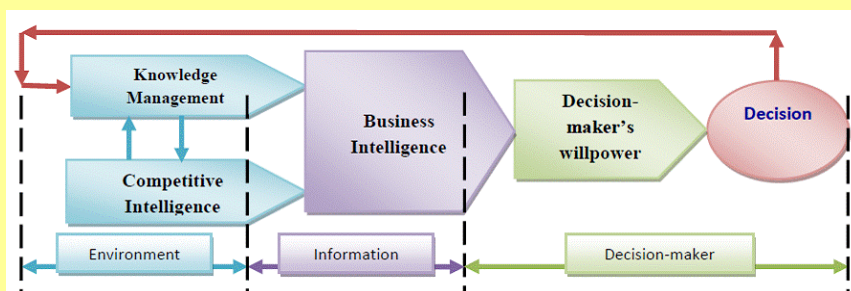 Knowledge
Management
Competitive
Intelligence
Business
Intelligence
Decision-
maker's
willpower
Decision
Environment
Information
Decision-maker